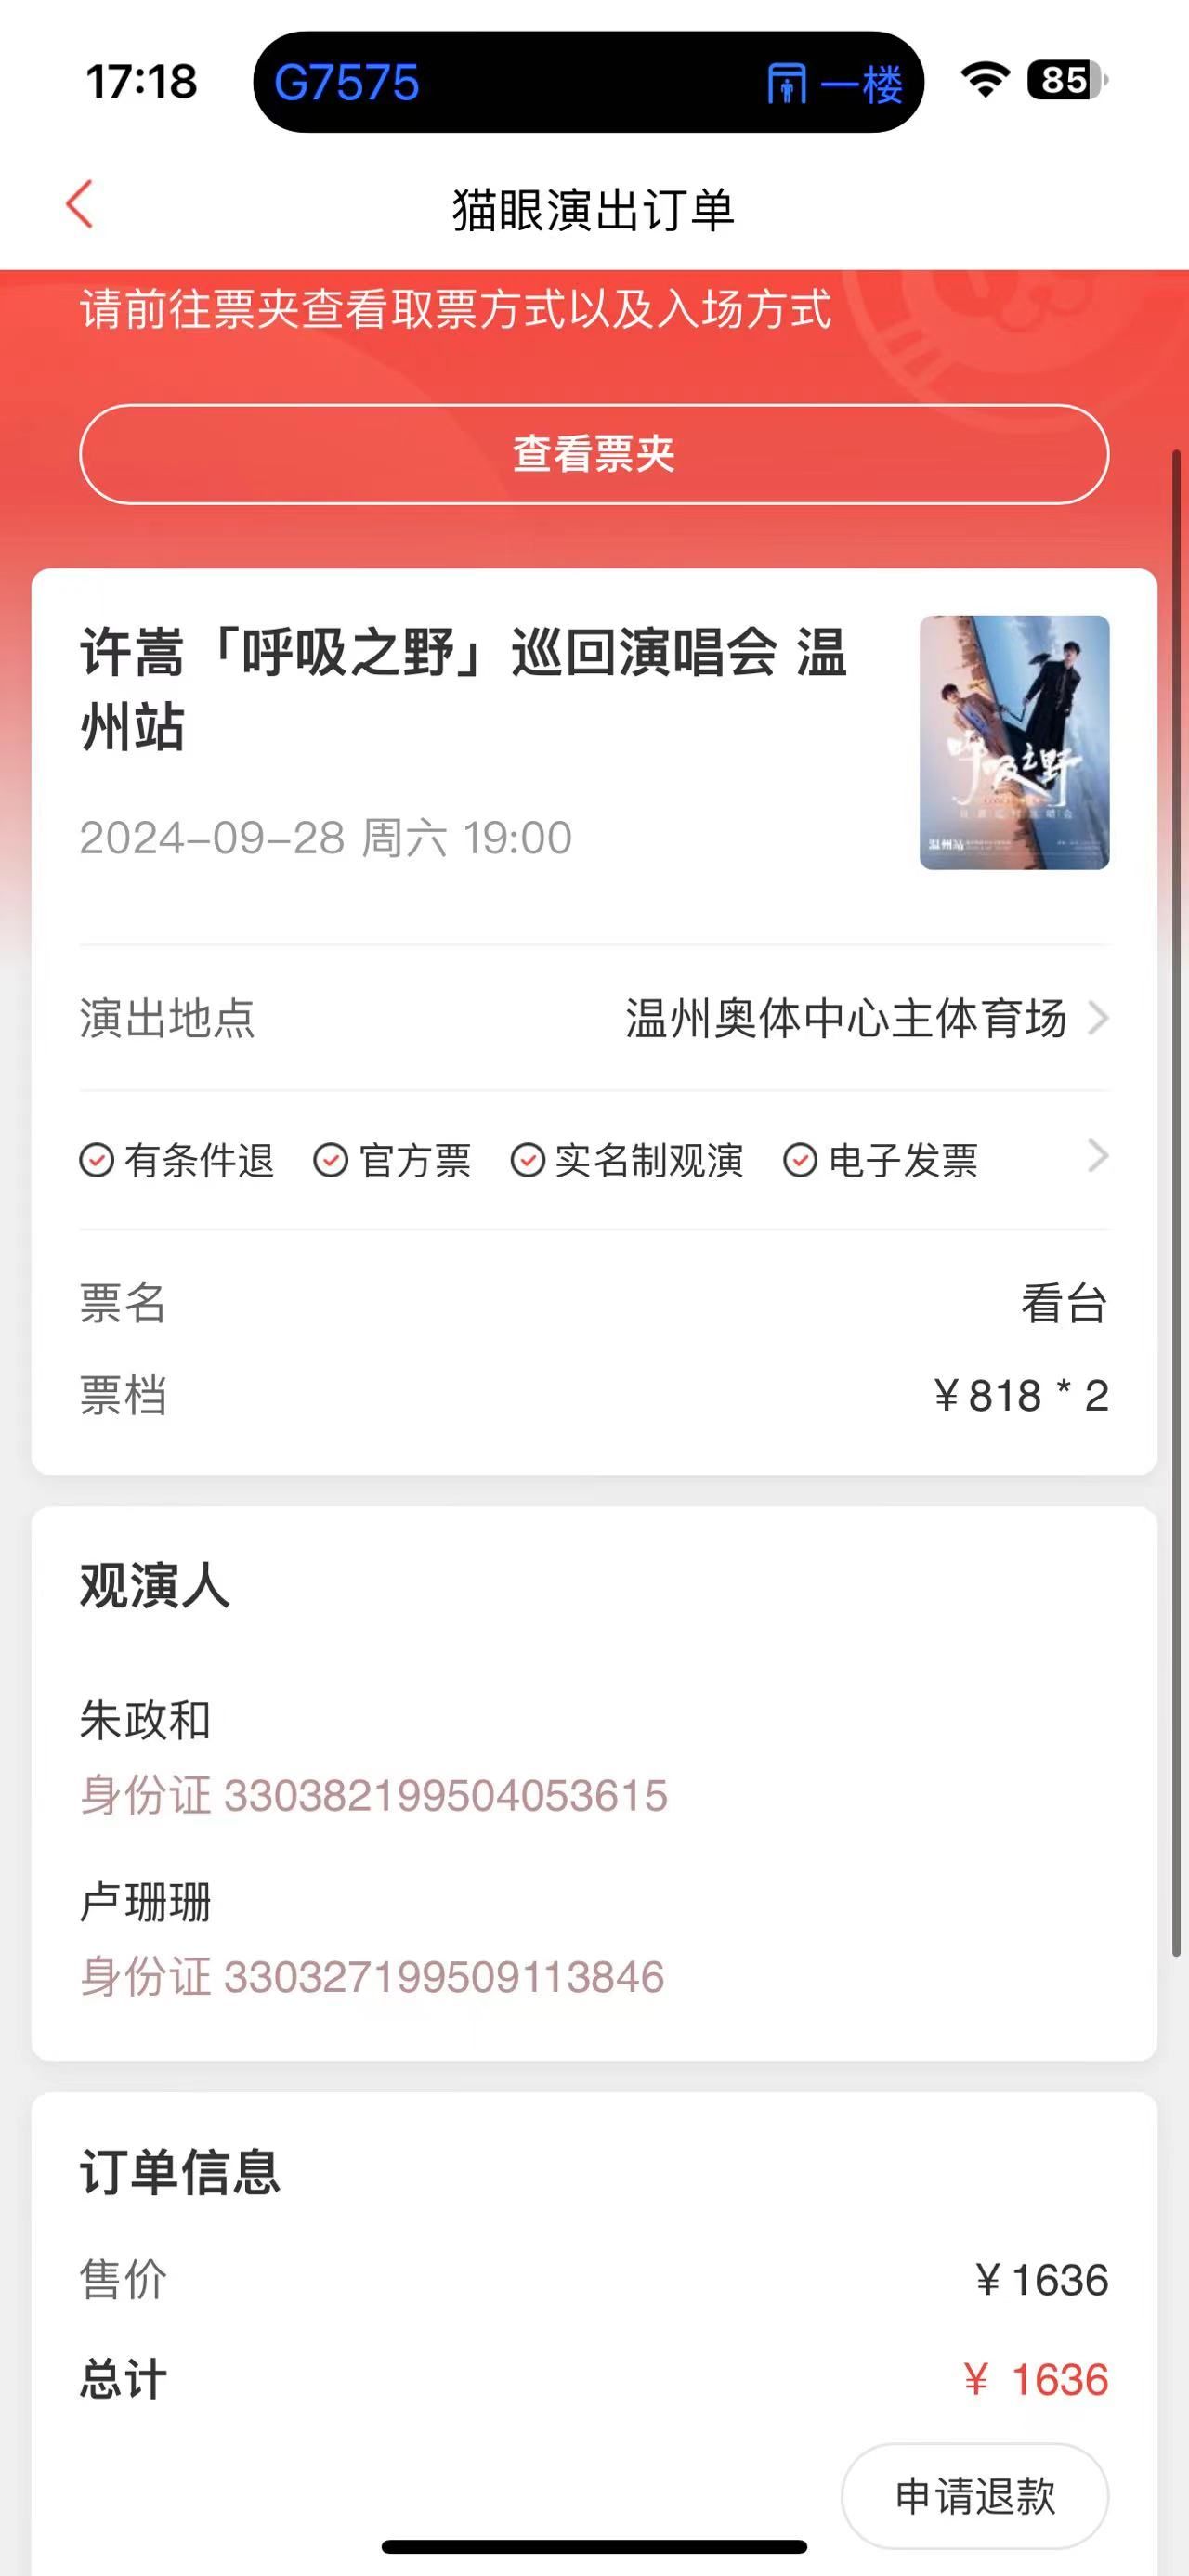 17:18
G7575
一楼
85
猫眼演出订单
请前往票夹查看取票方式以及入场方式
查看票夹
许嵩「呼吸之野」巡回演唱会 温
州站
呼吸之野
温州站
2024-09-28 周六 19:00
演出地点
温州奥体中心主体育场
有条件退 官方票 实名制观演 电子发票
票名
看台
票档
¥818 * 2
观演人
朱政和
身份证 330382199504053615
卢珊珊
身份证 330327199509113846
订单信息
售价
¥1636
总计
¥ 1636
申请退款